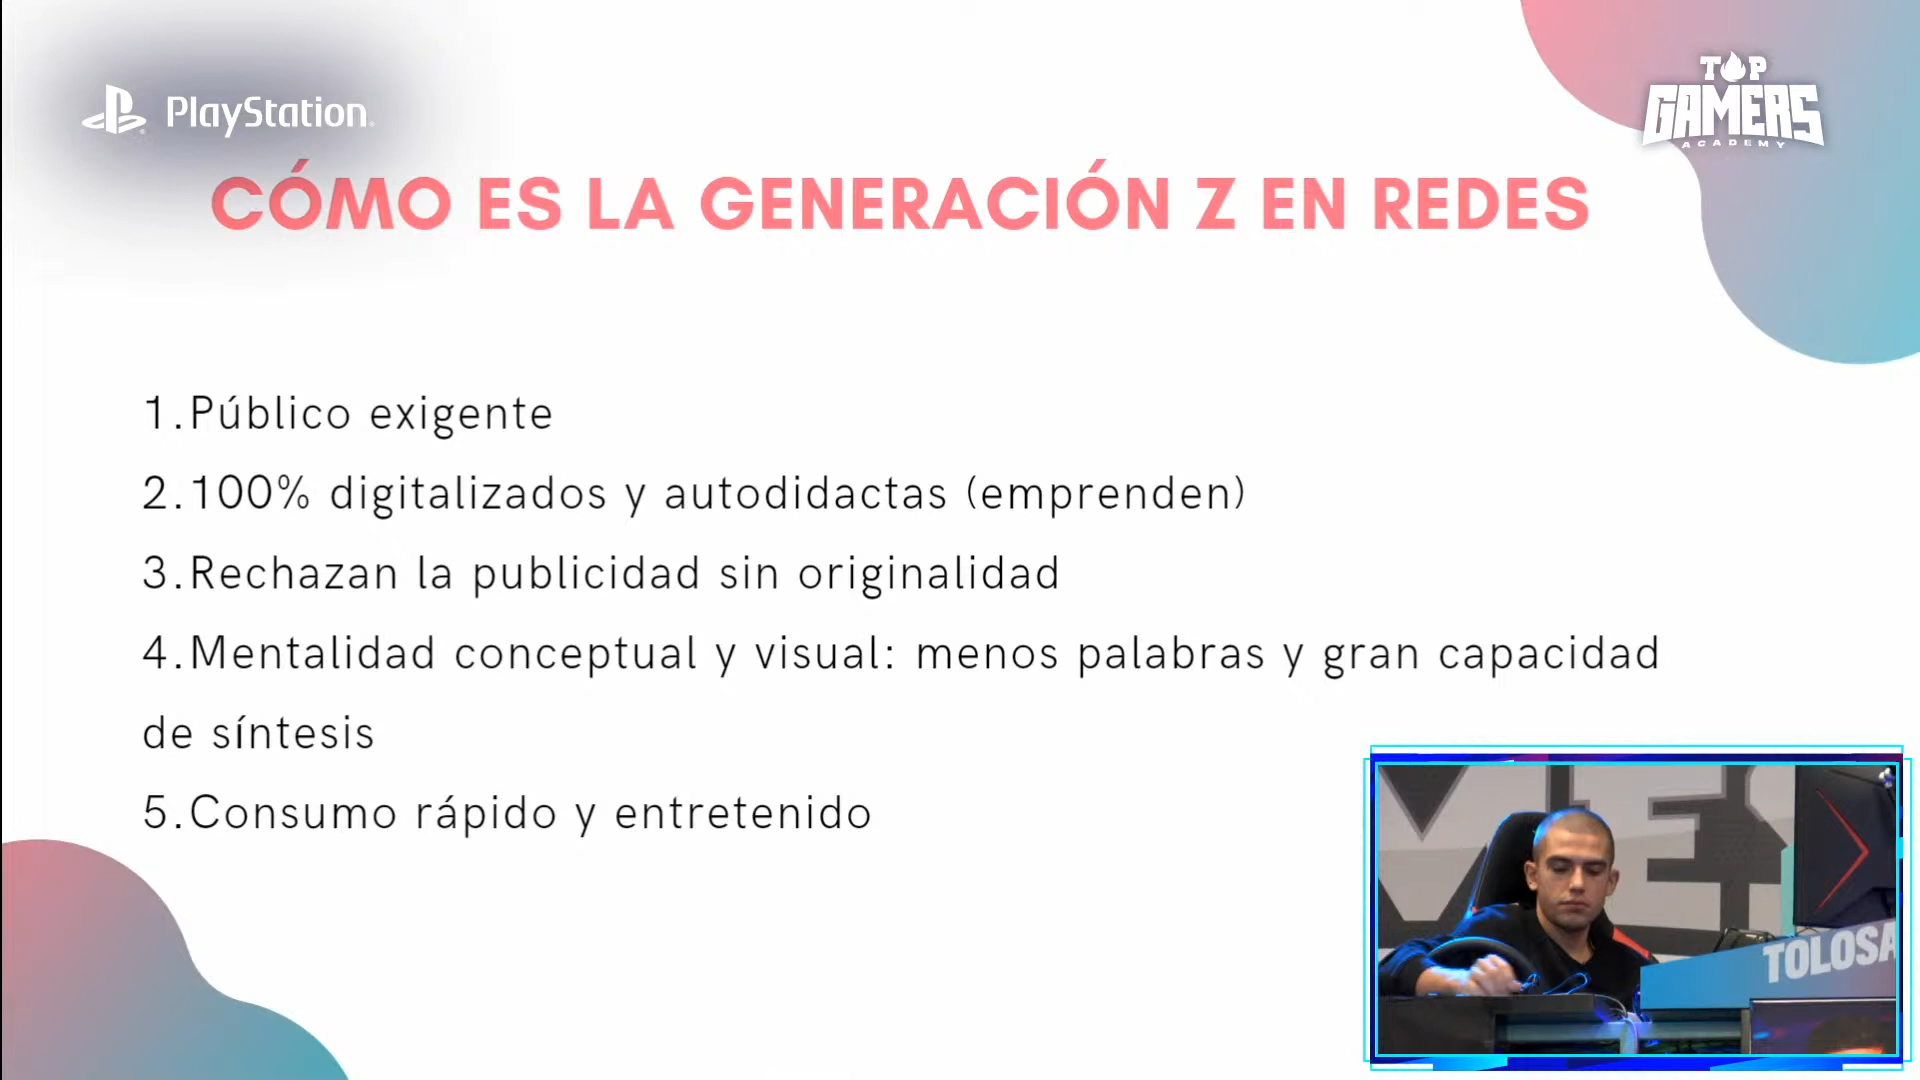 PlayStation
TOP
GAMERS
ACADEMY
CÓMO ES LA GENERACIÓN Z EN REDES
1.Público exigente
2.100% digitalizados y autodidactas (emprenden)
3.Rechazan la publicidad sin originalidad
4.Mentalidad conceptual y visual: menos palabras y gran capacidad
de síntesis
5.Consumo rápido y entretenido
TOLOSA